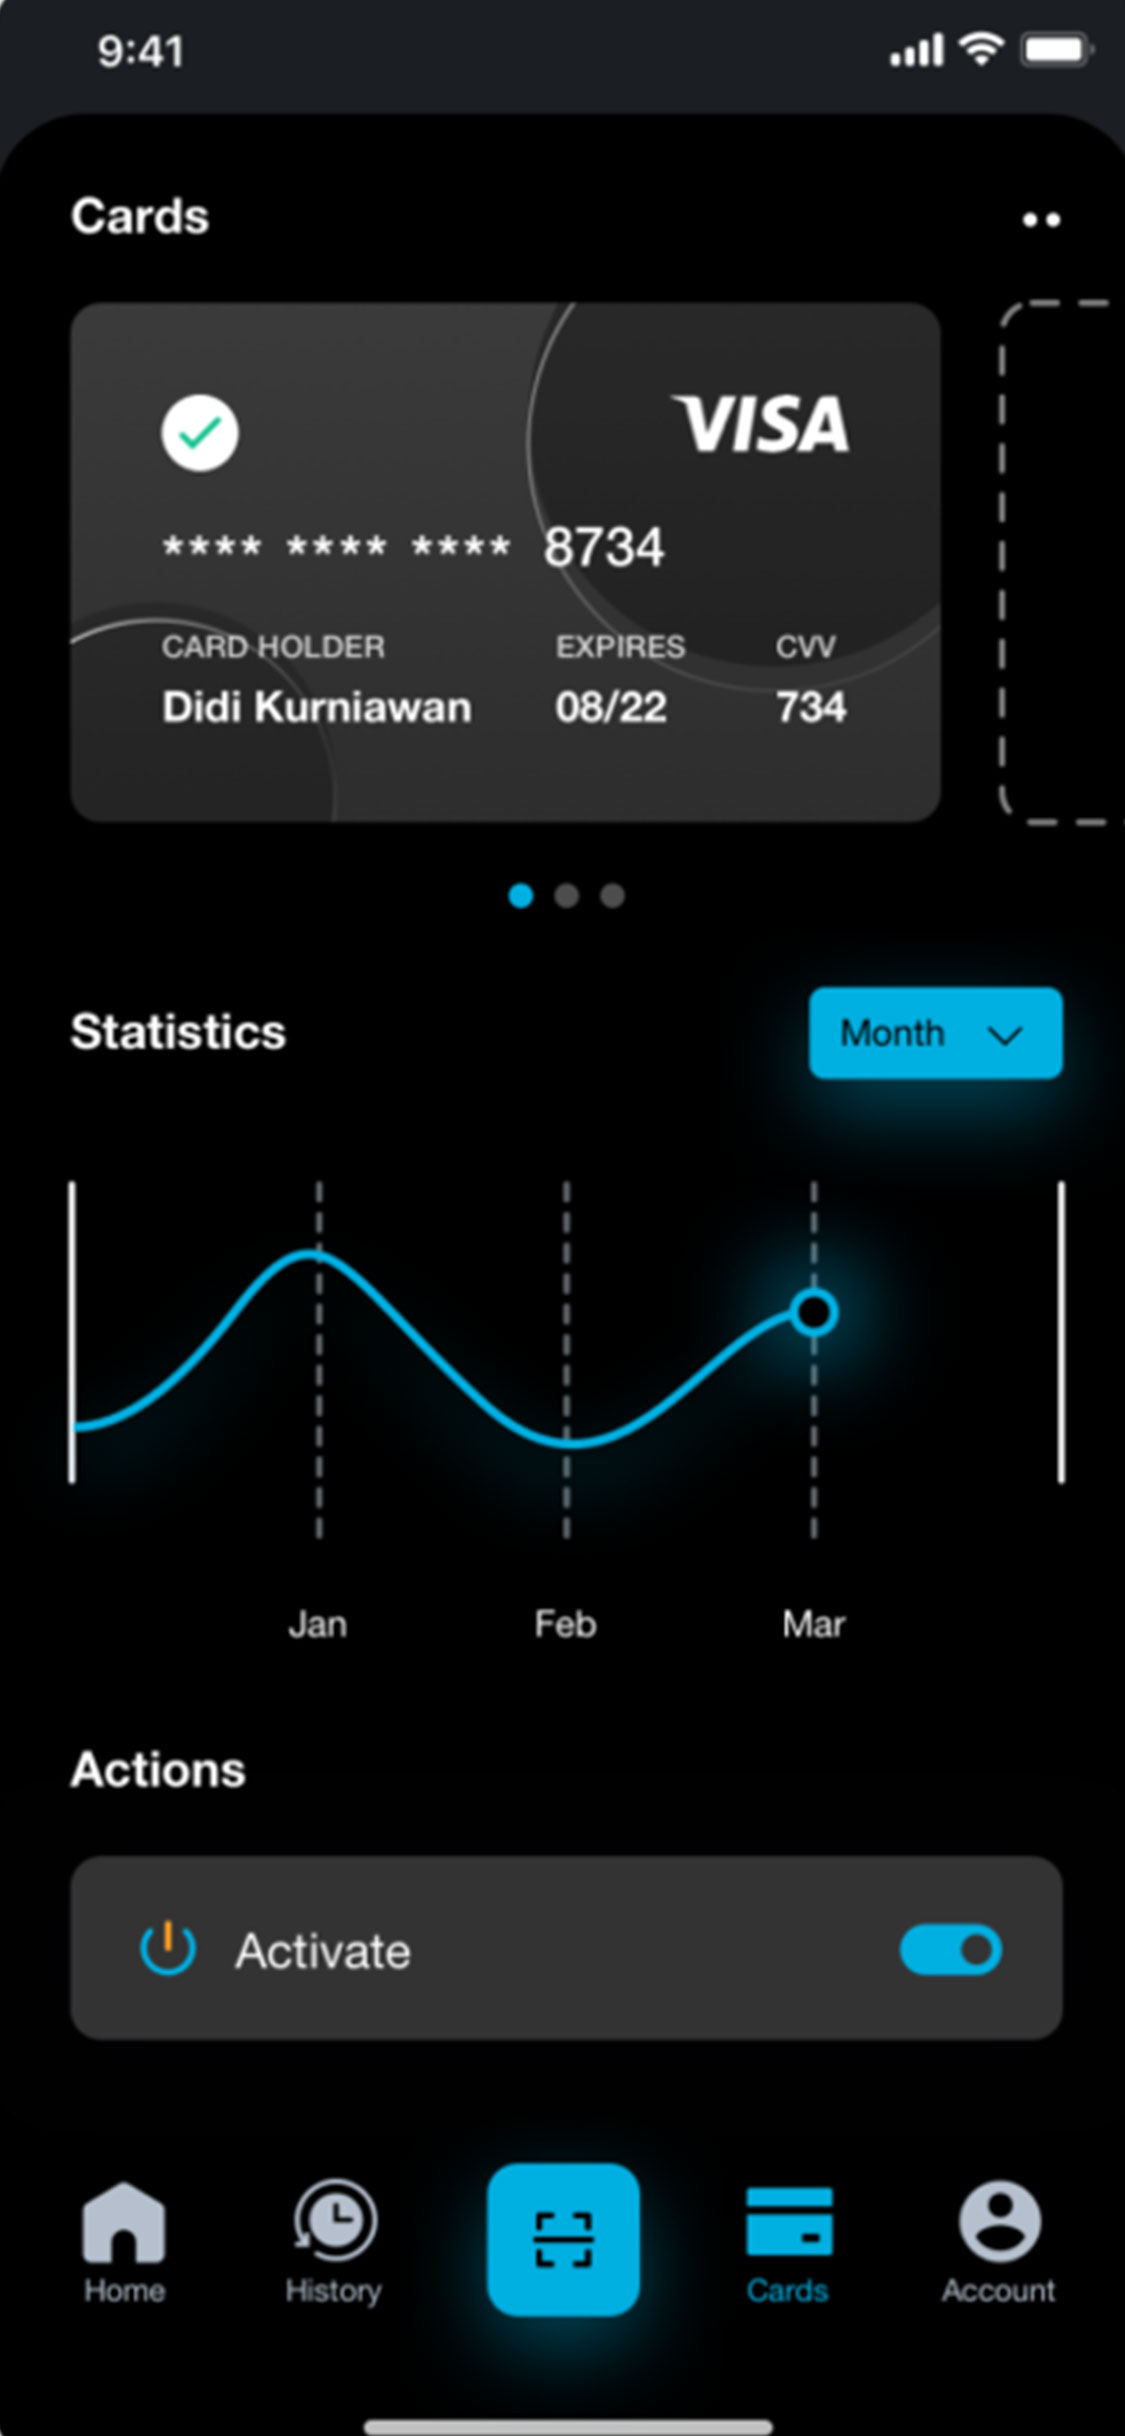 9:41
Cards
VISA
**** **** **** 8734
CARD HOLDER EXPIRES CVV
Didi Kurniawan 08/22 734
Statistics
Month
Jan Feb Mar
Actions
Activate
Home History Cards Account